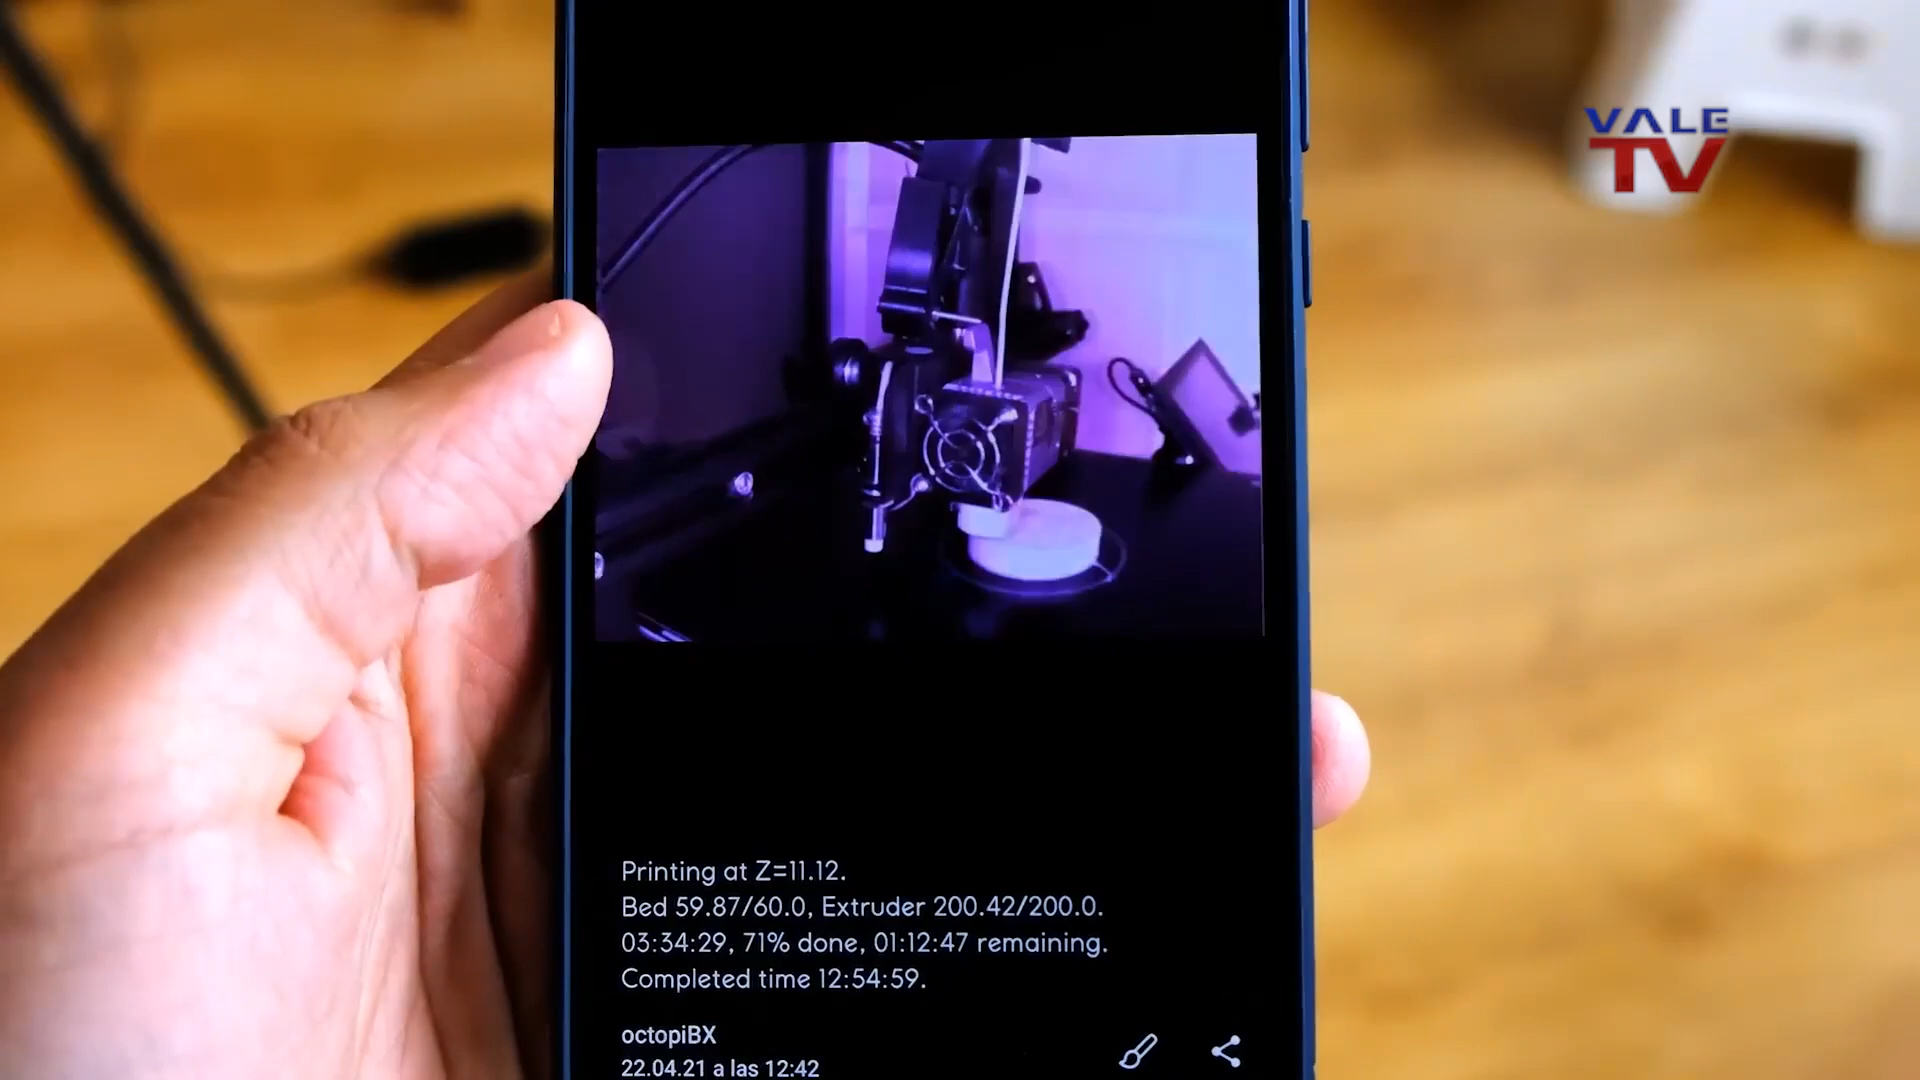 VALE
TV
Printing at Z=11.12.
Bed 59.87/60.0, Extruder 200.42/200.0.
03:34:29, 71% done, 01:12:47 remaining.
Completed time 12:54:59.
octopiBX
22.04.21 a las 12:42